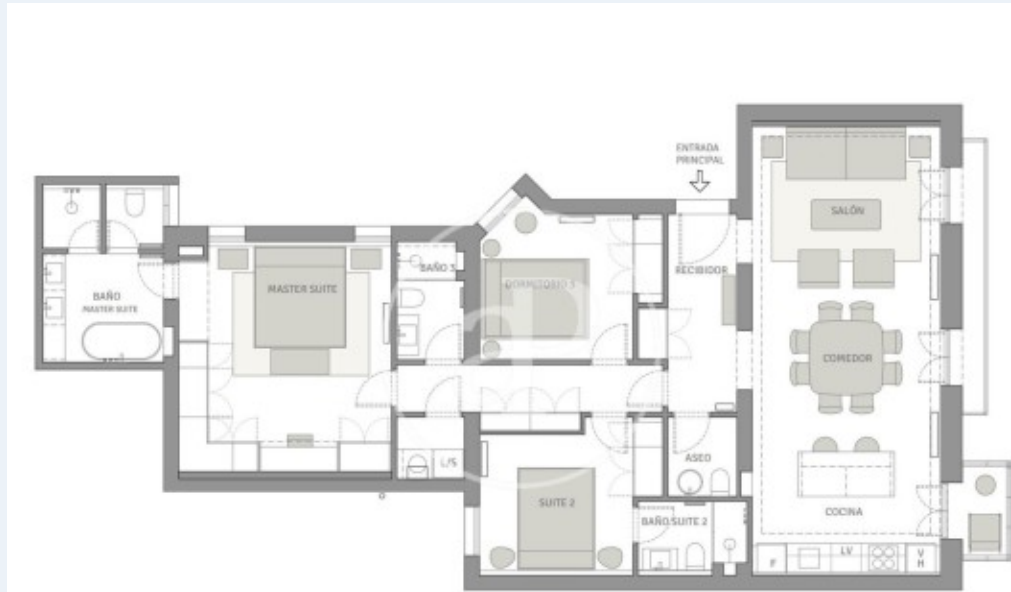 ENTRADA
PRINCIPAL
SALÓN
RECIBIDOR
BAÑO 3
DORMITORIO 3
MASTER SUITE
BAÑO
MASTER SUITE
COMEDOR
ASEO
L/S
SUITE 2
COCINA
BAÑO SUITE 2
LV
F
V
H